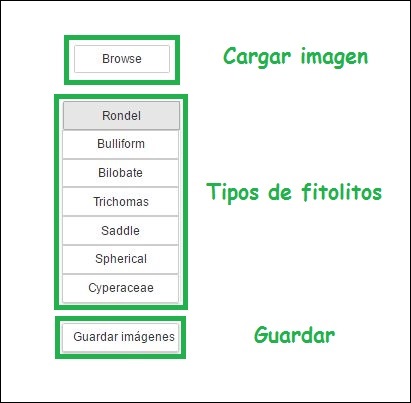 Browse
Cargar imagen
Rondel
Bulliform
Bilobate
Trichomas
Saddle
Spherical
Cyperaceae
Tipos de fitolitos
Guardar imágenes
Guardar